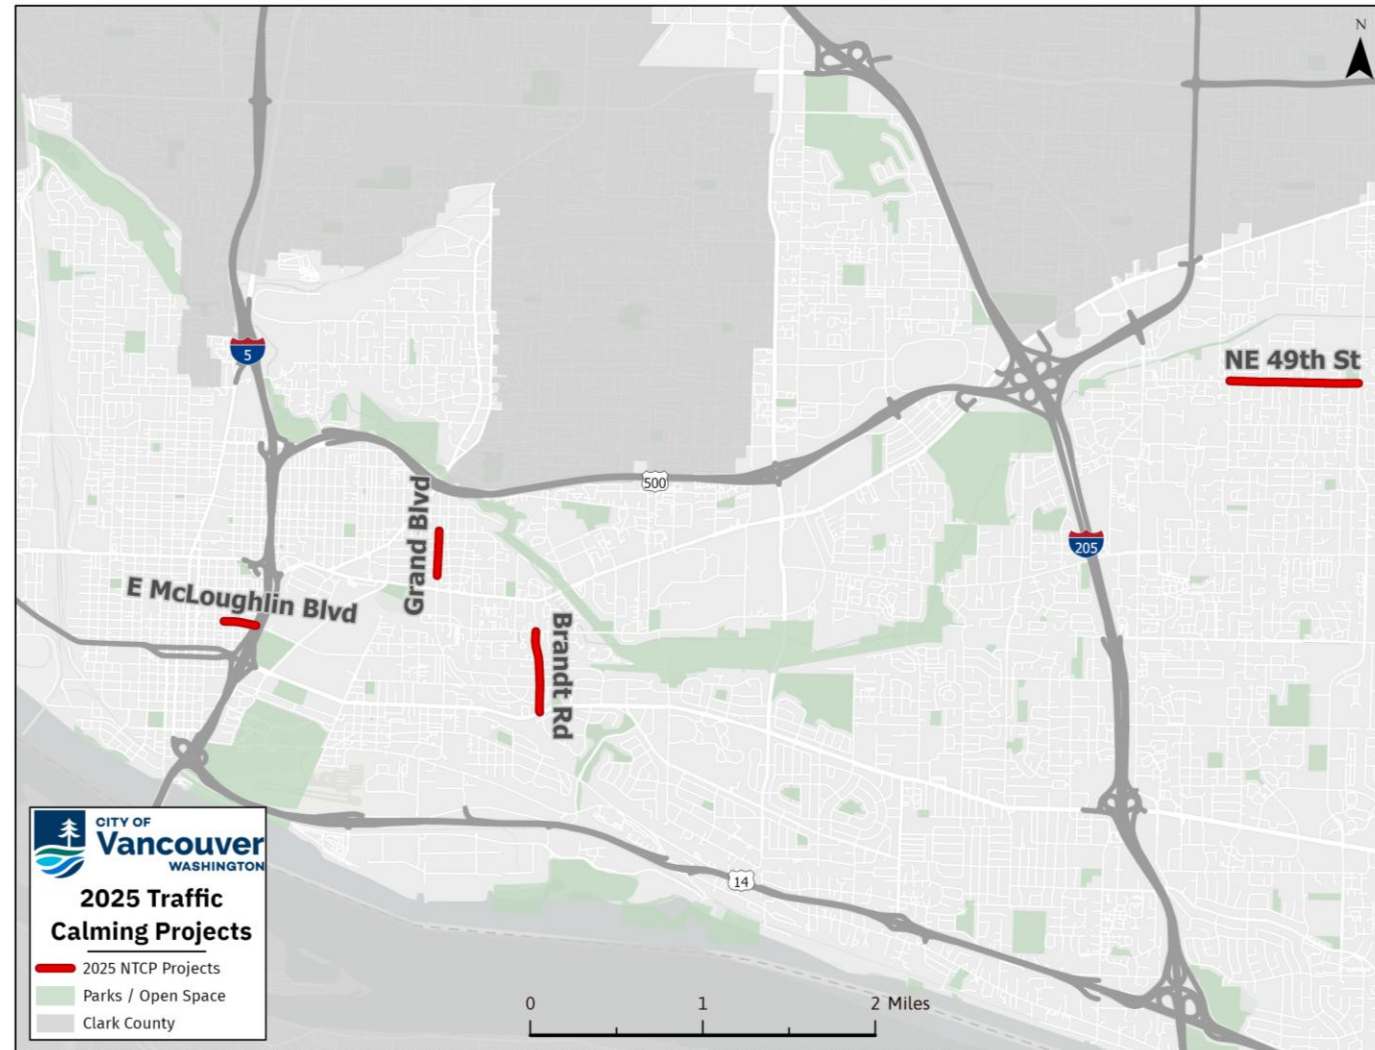 N
5
NE 49th St
500
Grand Blvd
205
E McLoughlin Blvd
Brandt Rd
14
CITY OF
Vancouver
WASHINGTON
2025 Traffic
Calming Projects
2025 NTCP Projects
Parks / Open Space
Clark County
0 1 2 Miles